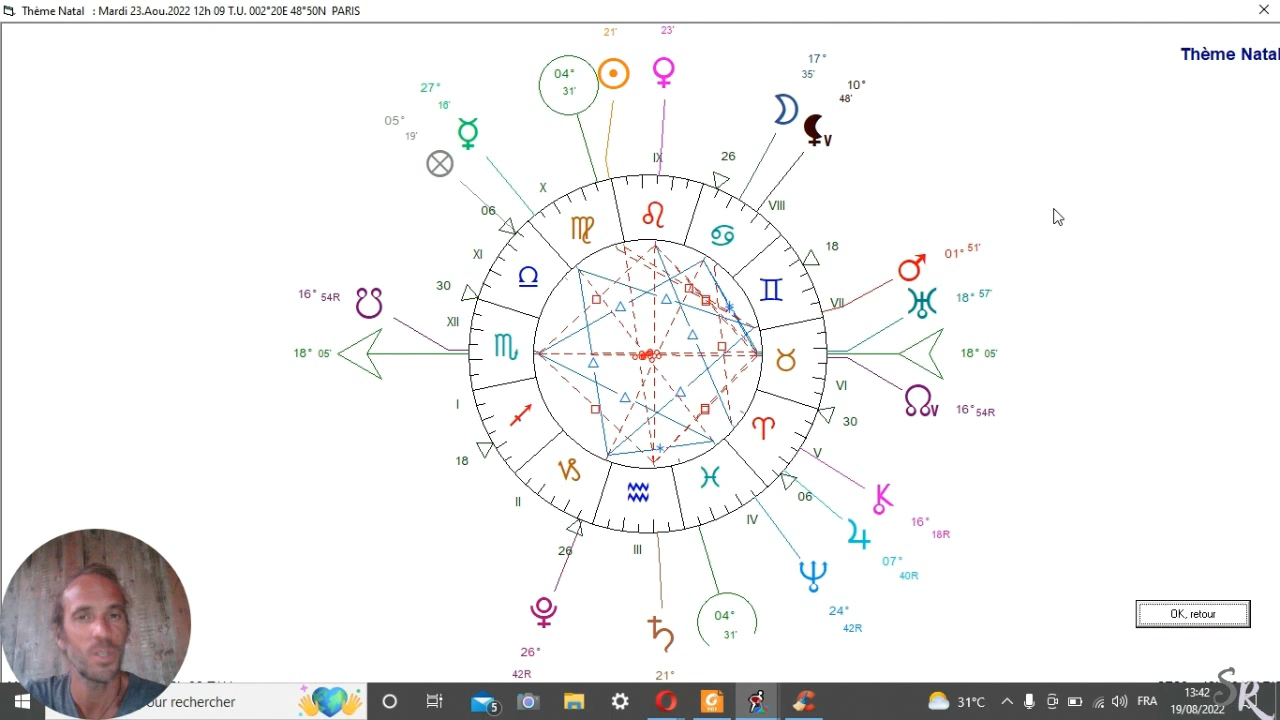 Thème Natal : Mardi 23.Aou.2022 12h 09 T.U. 002°20E 48°50N PARIS
Thème Natal
21'
23'
04°
31'
17°
35'
10°
48'
V
27°
16'
05°
19'
IX
26
X
VIII
06
XI
18
01° 51'
30
VII
18° 57'
16° 54R
XII
18° 05'
18° 05'
VI
I
V
16° 54R
30
18
V
06
II
IV
16°
18R
26
III
07°
40R
04°
31'
24°
42R
OK, retour
26°
42R
21°
our rechercher
5
31°C
FRA
13:42
19/08/2022
SR